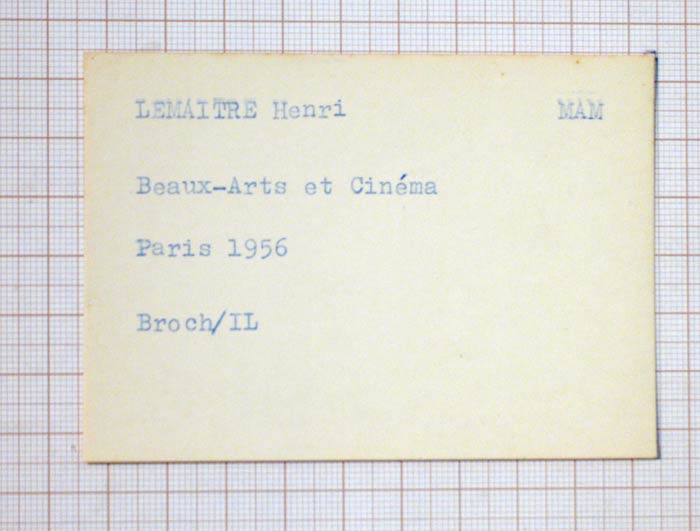 LEMAITRE Henri MAM
Beaux-Arts et Cinéma
Paris 1956
Broch/IL